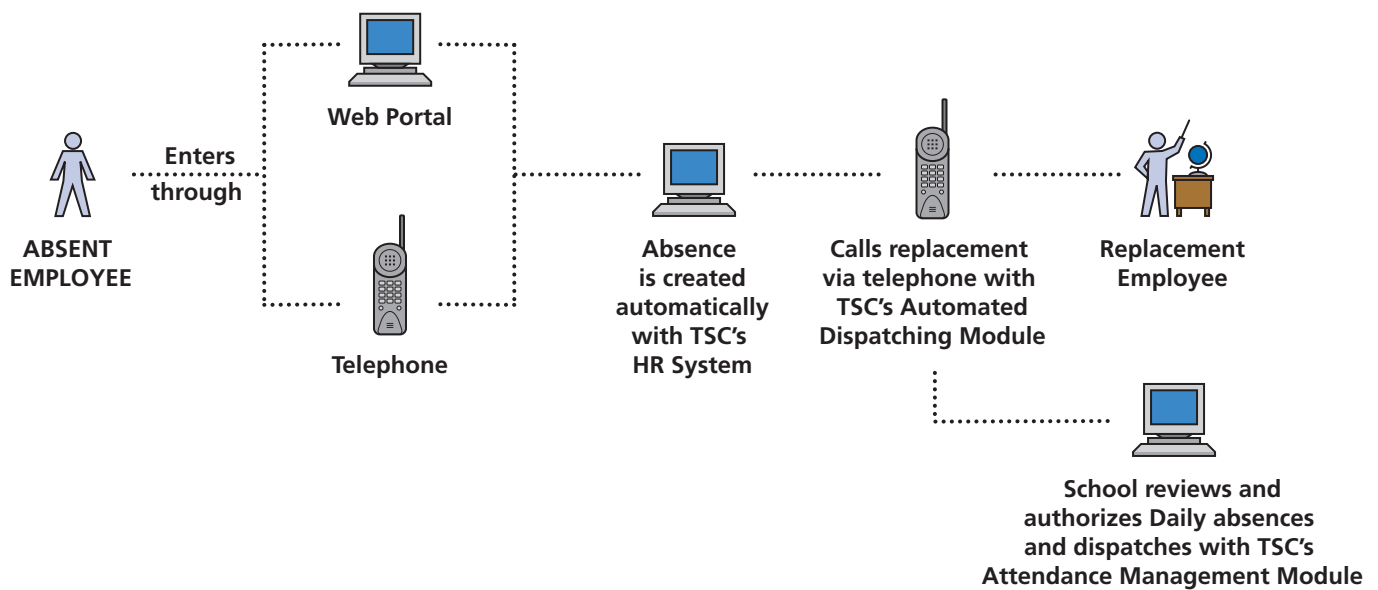 Web Portal
Enters
through
ABSENT
EMPLOYEE
Telephone
Absence
is created
automatically
with TSC's
HR System
Calls replacement
via telephone with
TSC's Automated
Dispatching Module
Replacement
Employee
School reviews and
authorizes Daily absences
and dispatches with TSC's
Attendance Management Module